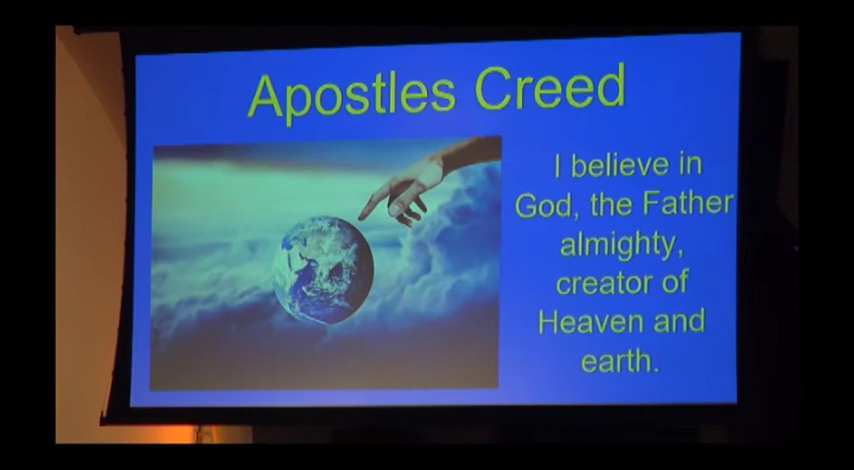 Apostles Creed
I believe in
God, the Father
almighty,
creator of
Heaven and
earth.